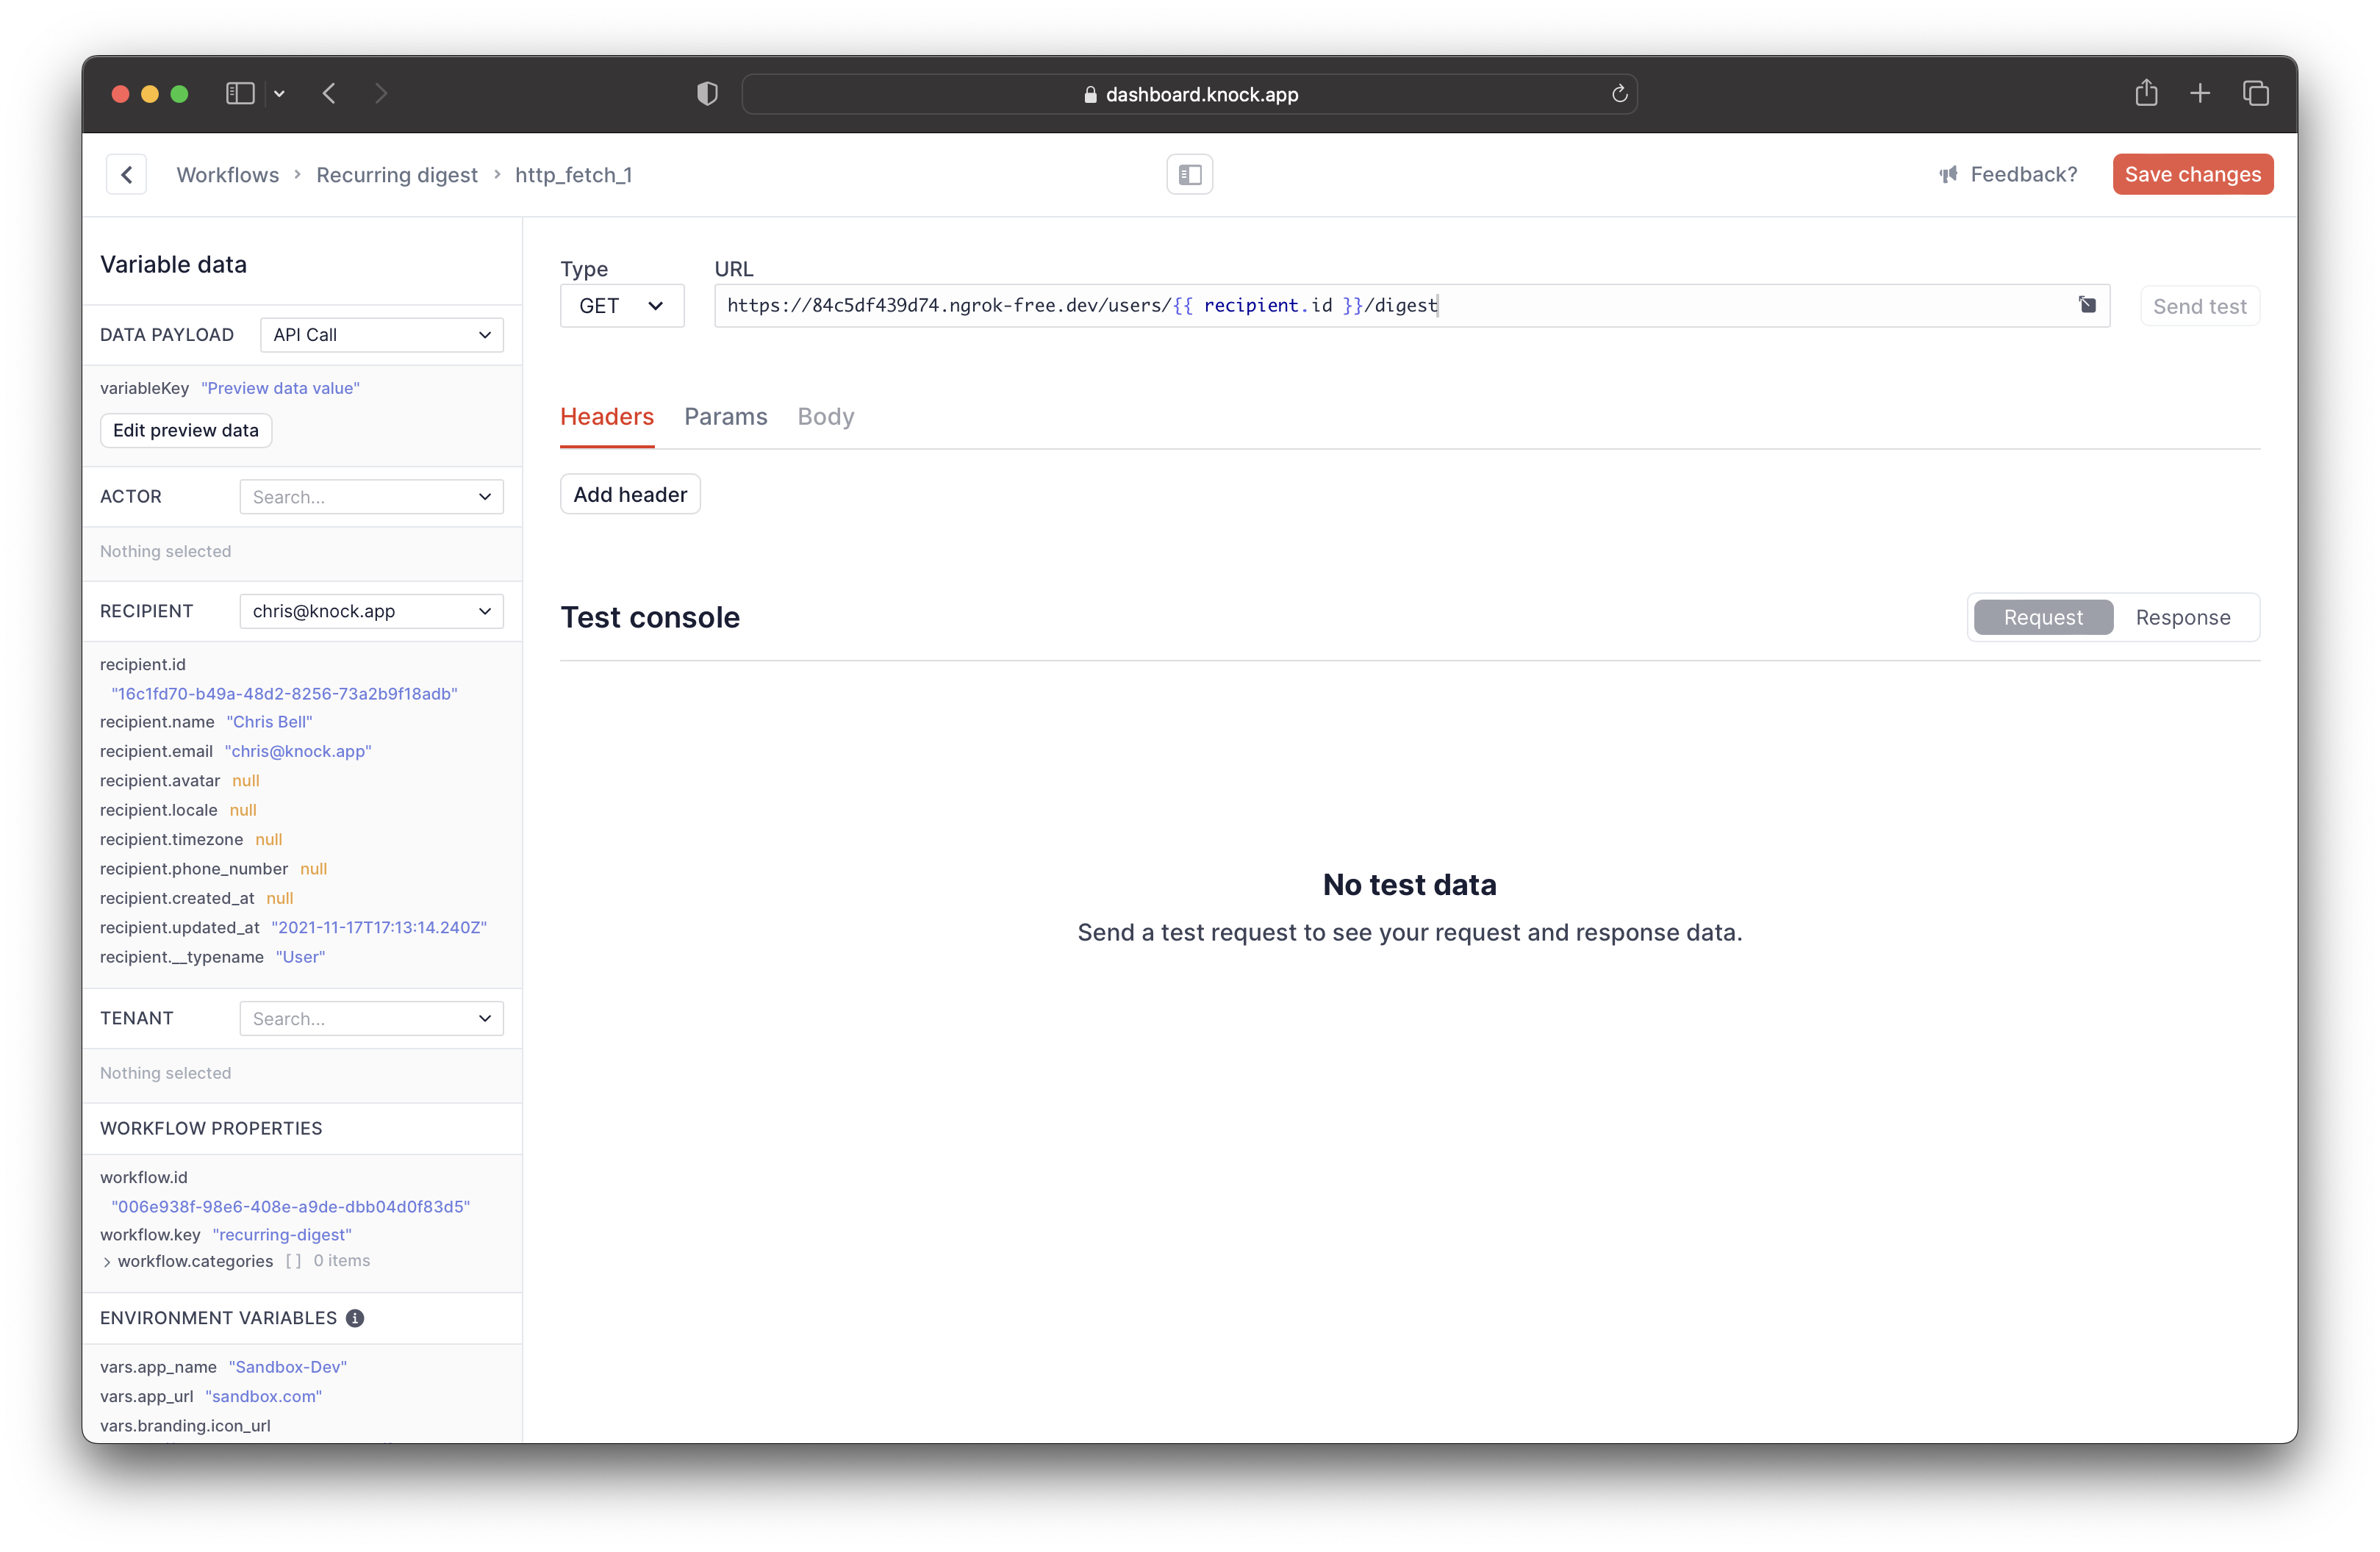 dashboard.knock.app
Workflows › Recurring digest › http_fetch_1
Feedback?
Save changes
Variable data
DATA PAYLOAD
API Call
variableKey "Preview data value"
Edit preview data
ACTOR
Search...
Nothing selected
RECIPIENT
chris@knock.app
recipient.id
"16c1fd70-b49a-48d2-8256-73a2b9f18adb"
recipient.name "Chris Bell"
recipient.email "chris@knock.app"
recipient.avatar null
recipient.locale null
recipient.timezone null
recipient.phone_number null
recipient.created_at null
recipient.updated_at "2021-11-17T17:13:14.240Z"
recipient.__typename "User"
TENANT
Search...
Nothing selected
WORKFLOW PROPERTIES
workflow.id
"006e938f-98e6-408e-a9de-dbb04d0f83d5"
workflow.key "recurring-digest"
workflow.categories [ ] 0 items
ENVIRONMENT VARIABLES
vars.app_name "Sandbox-Dev"
vars.app_url "sandbox.com"
vars.branding.icon_url
Type
GET
URL
https://84c5df439d74.ngrok-free.dev/users/{{ recipient.id }}/digest
Send test
Headers
Params
Body
Add header
Test console
Request
Response
No test data
Send a test request to see your request and response data.